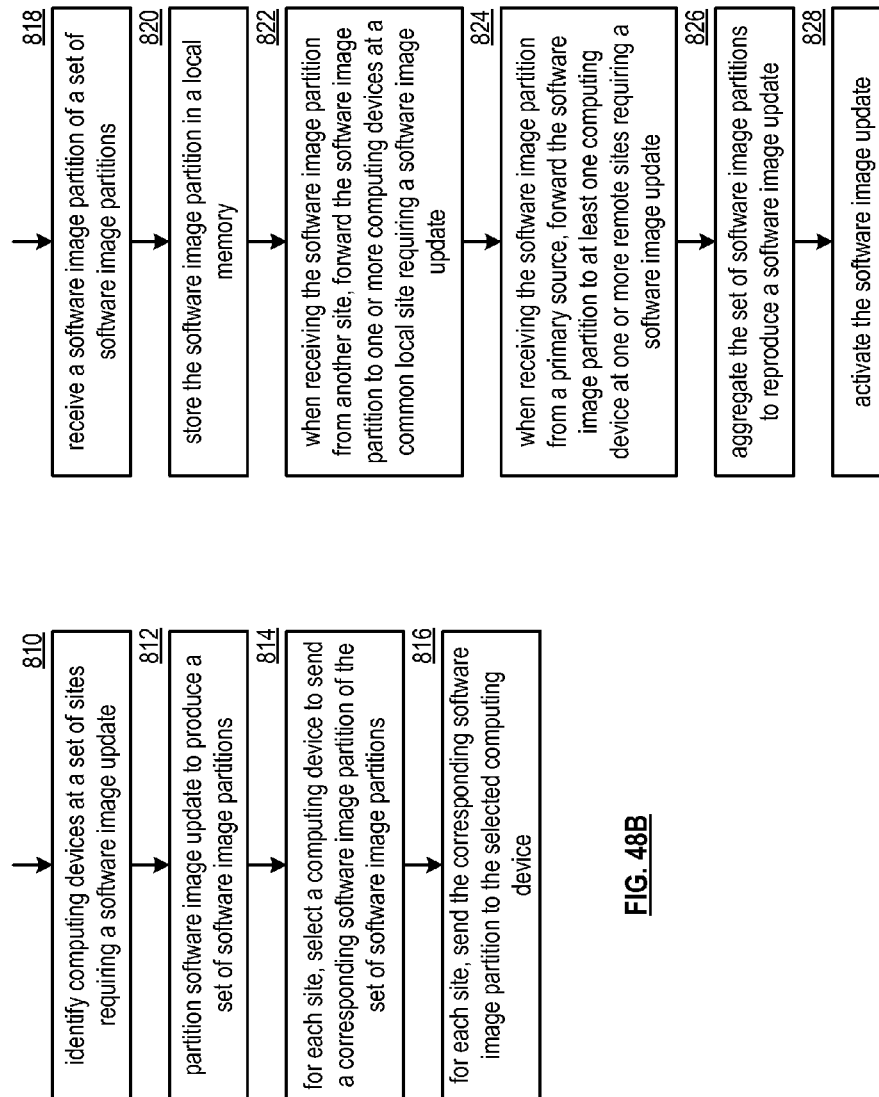 810
identify computing devices at a set of sites
requiring a software image update
812
partition software image update to produce a
set of software image partitions
814
for each site, select a computing device to send
a corresponding software image partition of the
set of software image partitions
816
for each site, send the corresponding software
image partition to the selected computing
device
FIG. 48B
818
receive a software image partition of a set of
software image partitions
820
store the software image partition in a local
memory
822
when receiving the software image partition
from another site, forward the software image
partition to one or more computing devices at a
common local site requiring a software image
update
824
when receiving the software image partition
from a primary source, forward the software
image partition to at least one computing
device at one or more remote sites requiring a
software image update
826
aggregate the set of software image partitions
to reproduce a software image update
828
activate the software image update